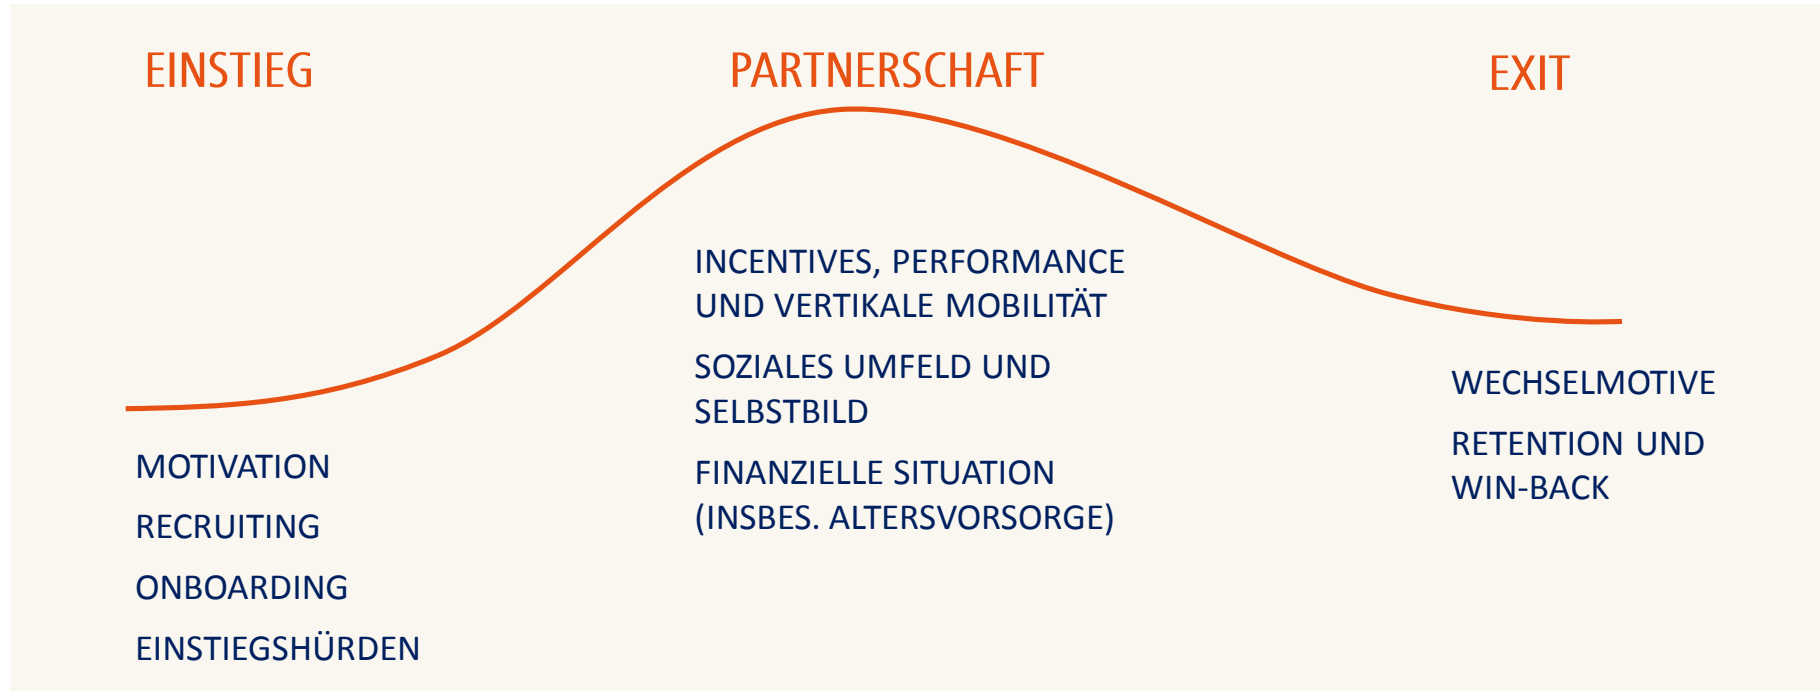 EINSTIEG
MOTIVATION
RECRUITING
ONBOARDING
EINSTIEGSHÜRDEN
PARTNERSCHAFT
INCENTIVES, PERFORMANCE
UND VERTIKALE MOBILITÄT
SOZIALES UMFELD UND
SELBSTBILD
FINANZIELLE SITUATION
(INSBES. ALTERSVORSORGE)
EXIT
WECHSELMOTIVE
RETENTION UND
WIN-BACK